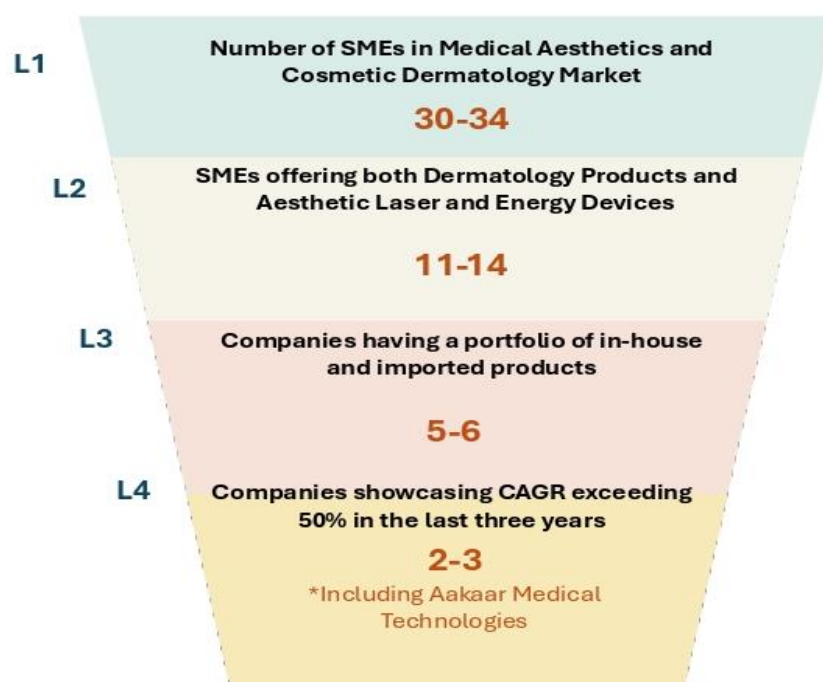 L1
Number of SMEs in Medical Aesthetics and
Cosmetic Dermatology Market
30-34
L2
SMEs offering both Dermatology Products and
Aesthetic Laser and Energy Devices
11-14
L3
Companies having a portfolio of in-house
and imported products
5-6
L4
Companies showcasing CAGR exceeding
50% in the last three years
2-3
*Including Aakaar Medical
Technologies